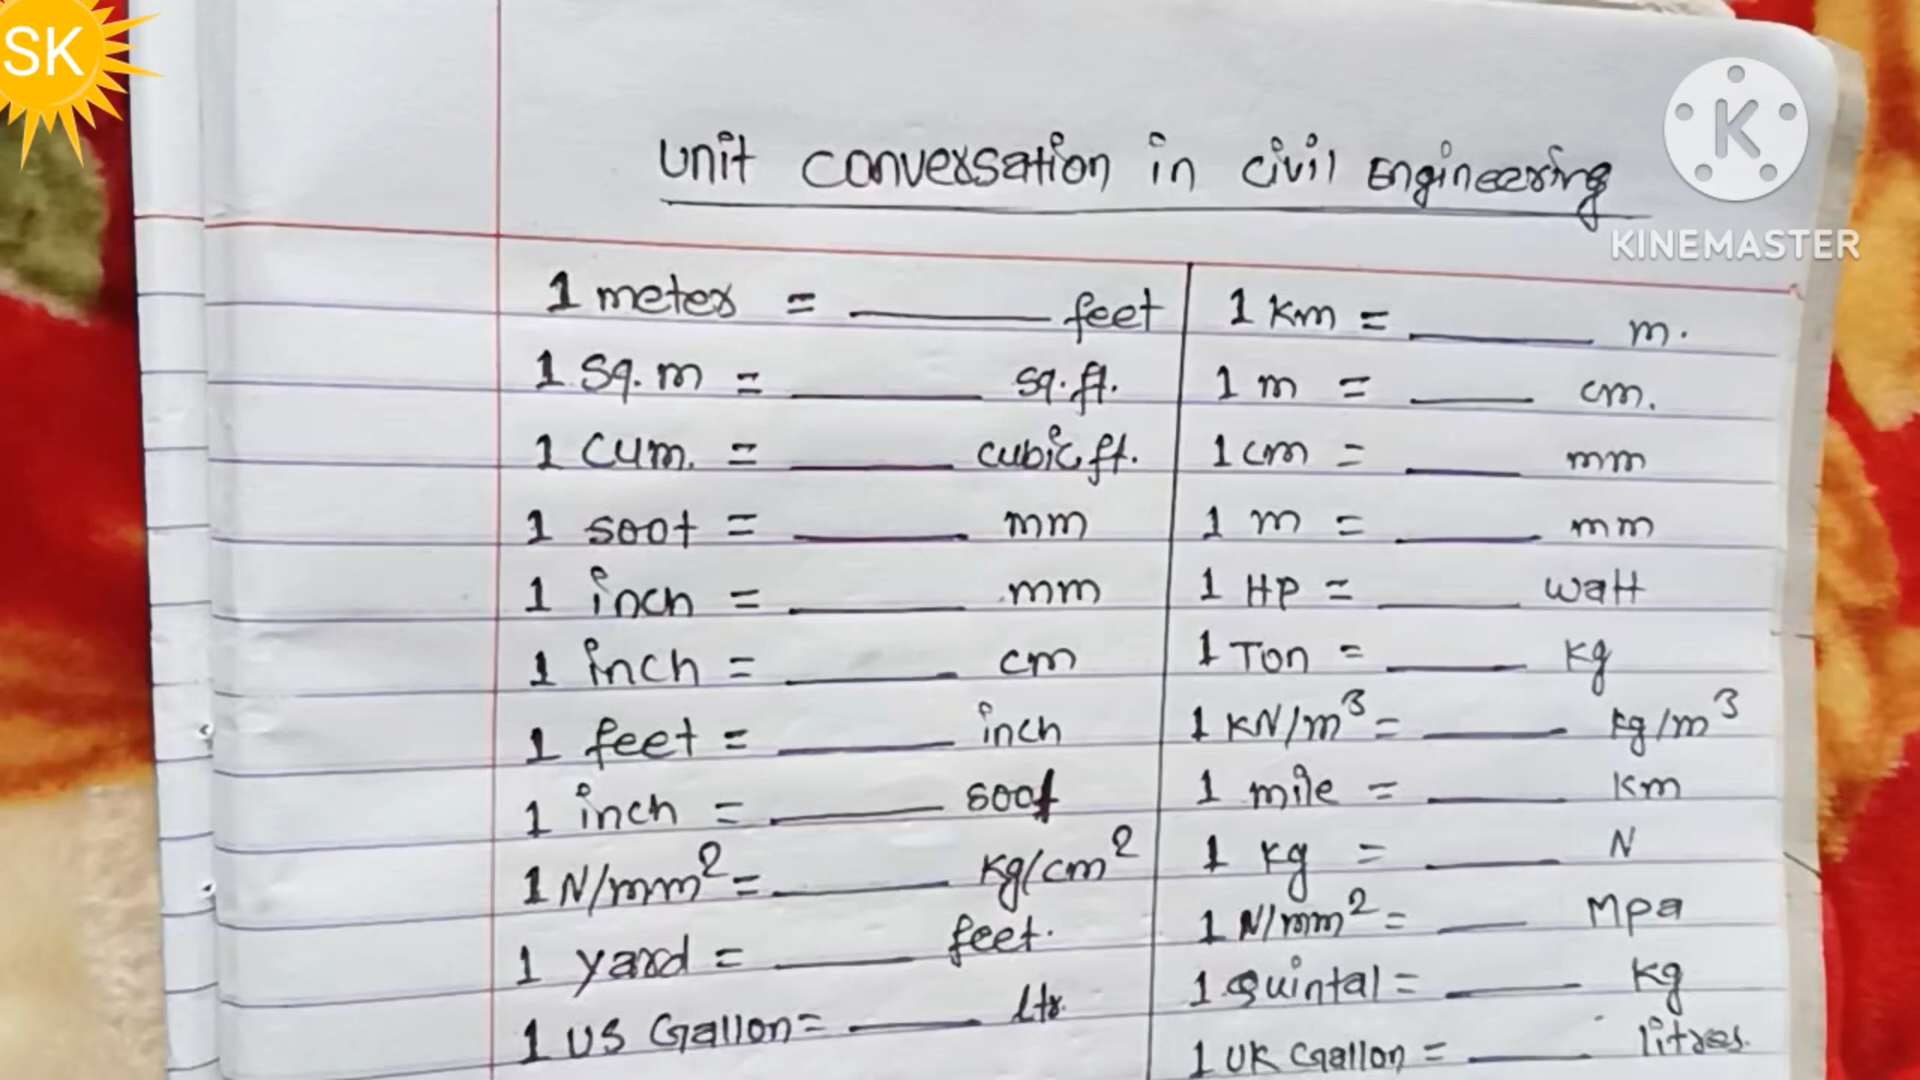 SK
Unit conversation in civil Engineering
KINEMASTER
1 meter = ______ feet
1 Sq.m = ______ sq.ft.
1 Cum. = ______ cubic ft.
1 soot = ______ mm
1 inch = ______ mm
1 inch = ______ cm
1 feet = ______ inch
1 inch = ______ soot
1 N/mm² = ______ kg/cm²
1 yard = ______ feet.
1 US Gallon = ______ ltr.
1 Km = ______ m.
1 m = ______ cm.
1 cm = ______ mm
1 m = ______ mm
1 HP = ______ watt
1 Ton = ______ kg
1 KN/m³ = ______ kg/m³
1 mile = ______ Km
1 kg = ______ N
1 N/mm² = ______ Mpa
1 Quintal = ______ kg
1 UK Gallon = ______ litres.